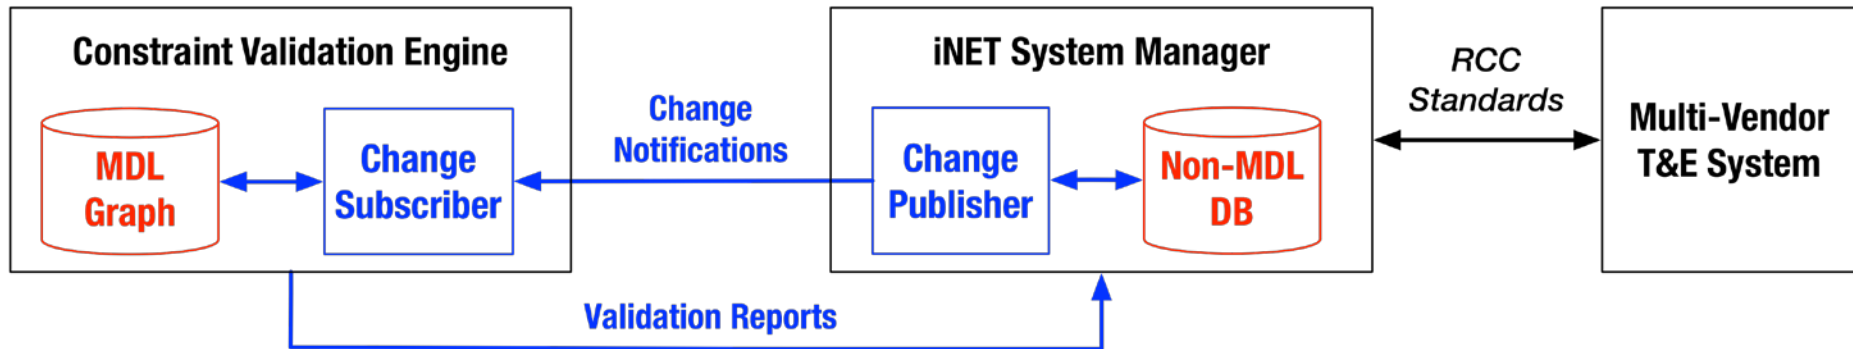 Constraint Validation Engine
MDL
Graph
Change
Subscriber
Change
Notifications
iNET System Manager
Change
Publisher
Non-MDL
DB
RCC
Standards
Multi-Vendor
T&E System
Validation Reports